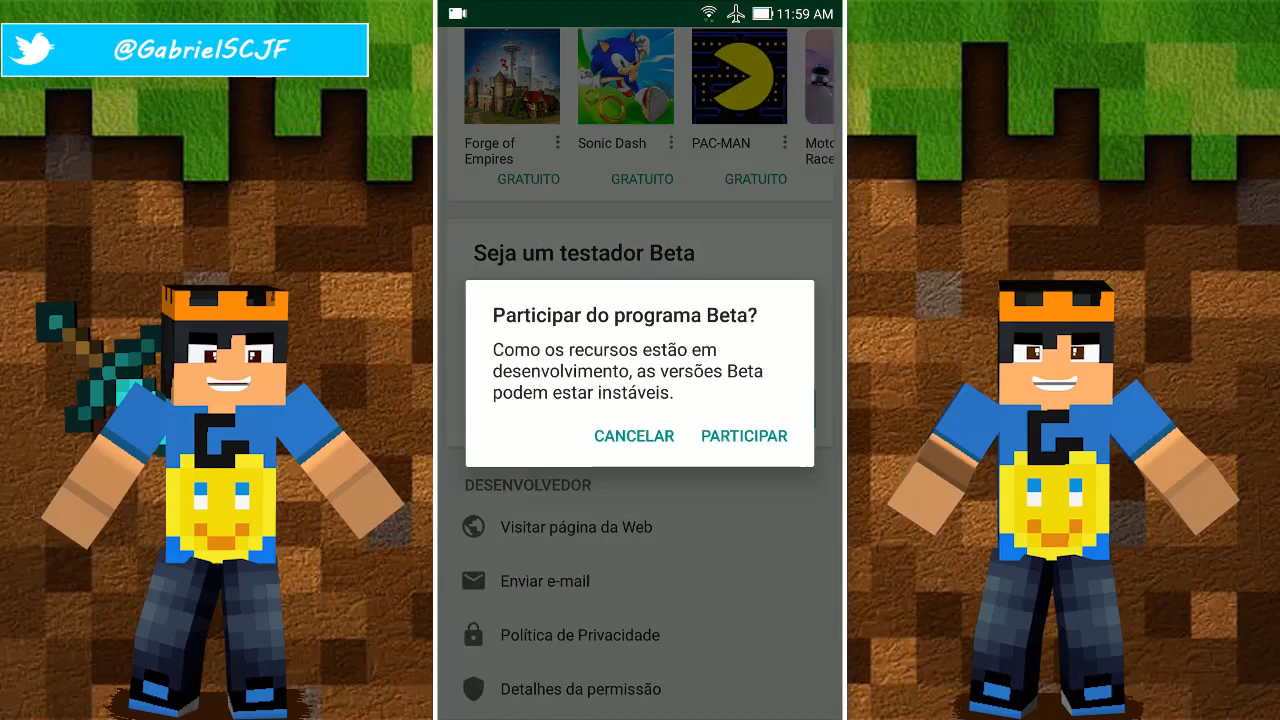 @GabrielSCJF
11:59 AM
Forge of
Empires
GRATUITO
Sonic Dash
GRATUITO
PAC-MAN
GRATUITO
Moto
Race
Seja um testador Beta
Participar do programa Beta?
Como os recursos estão em
desenvolvimento, as versões Beta
podem estar instáveis.
CANCELAR PARTICIPAR
DESENVOLVEDOR
Visitar página da Web
Enviar e-mail
Política de Privacidade
Detalhes da permissão